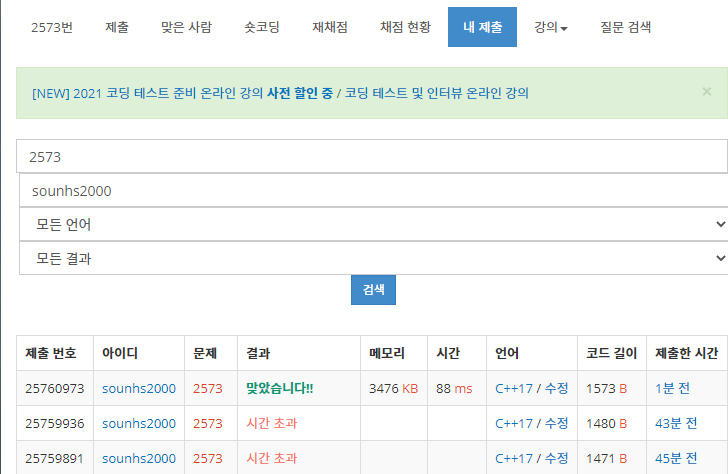 2573번 제출 맞은 사람 숏코딩 재채점 채점 현황 내 제출 강의 질문 검색
[NEW] 2021 코딩 테스트 준비 온라인 강의 사전 할인 중 / 코딩 테스트 및 인터뷰 온라인 강의 ×
2573
sounhs2000
모든 언어
모든 결과
검색
제출 번호 아이디 문제 결과 메모리 시간 언어 코드 길이 제출한 시간
25760973 sounhs2000 2573 맞았습니다!! 3476 KB 88 ms C++17 / 수정 1573 B 1분 전
25759936 sounhs2000 2573 시간 초과 C++17 / 수정 1480 B 43분 전
25759891 sounhs2000 2573 시간 초과 C++17 / 수정 1471 B 45분 전